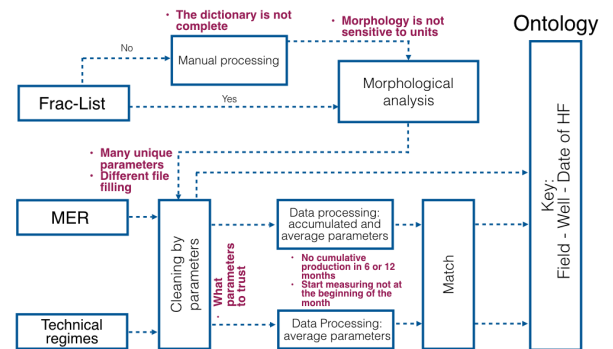 • The dictionary is not
complete
• Morphology is not
sensitive to units
Ontology
No
Manual processing
Morphological
analysis
Frac-List
Yes
• Many unique
parameters
• Different file
filling
MER
Cleaning by
parameters
Data processing:
accumulated and
average parameters
Match
Key:
Field - Well - Date of HF
• What
parameters
to trust
• No cumulative
production in 6 or 12
months
• Start measuring not at
the beginning of the
month
Technical
regimes
Data Processing:
average parameters